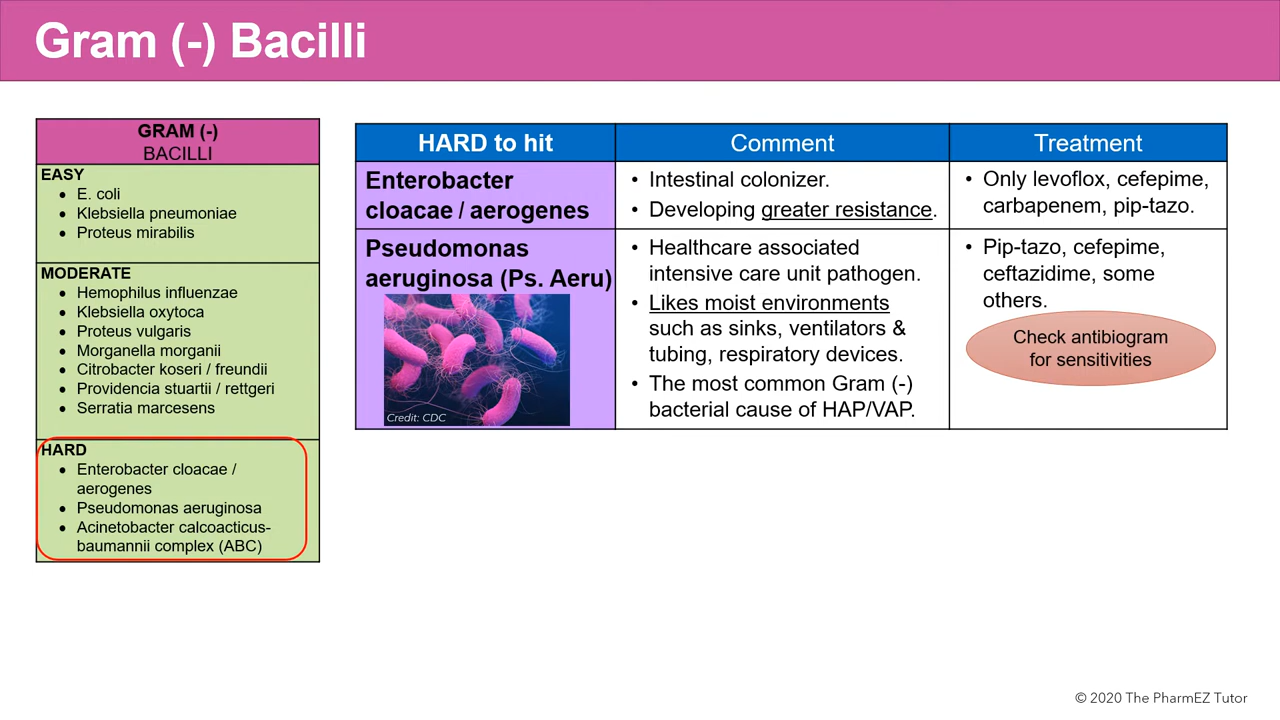 Gram (-) Bacilli
GRAM (-)
BACILLI
EASY
• E. coli
• Klebsiella pneumoniae
• Proteus mirabilis
MODERATE
• Hemophilus influenzae
• Klebsiella oxytoca
• Proteus vulgaris
• Morganella morganii
• Citrobacter koseri / freundii
• Providencia stuartii / rettgeri
• Serratia marcesens
HARD
• Enterobacter cloacae /
aerogenes
• Pseudomonas aeruginosa
• Acinetobacter calcoacticus-
baumannii complex (ABC)
HARD to hit
Comment
Treatment
Enterobacter
cloacae / aerogenes
• Intestinal colonizer.
• Developing greater resistance.
• Only levoflox, cefepime,
carbapenem, pip-tazo.
Pseudomonas
aeruginosa (Ps. Aeru)
Credit: CDC
• Healthcare associated
intensive care unit pathogen.
• Likes moist environments
such as sinks, ventilators &
tubing, respiratory devices.
• The most common Gram (-)
bacterial cause of HAP/VAP.
• Pip-tazo, cefepime,
ceftazidime, some
others.
Check antibiogram
for sensitivities
© 2020 The PharmEZ Tutor